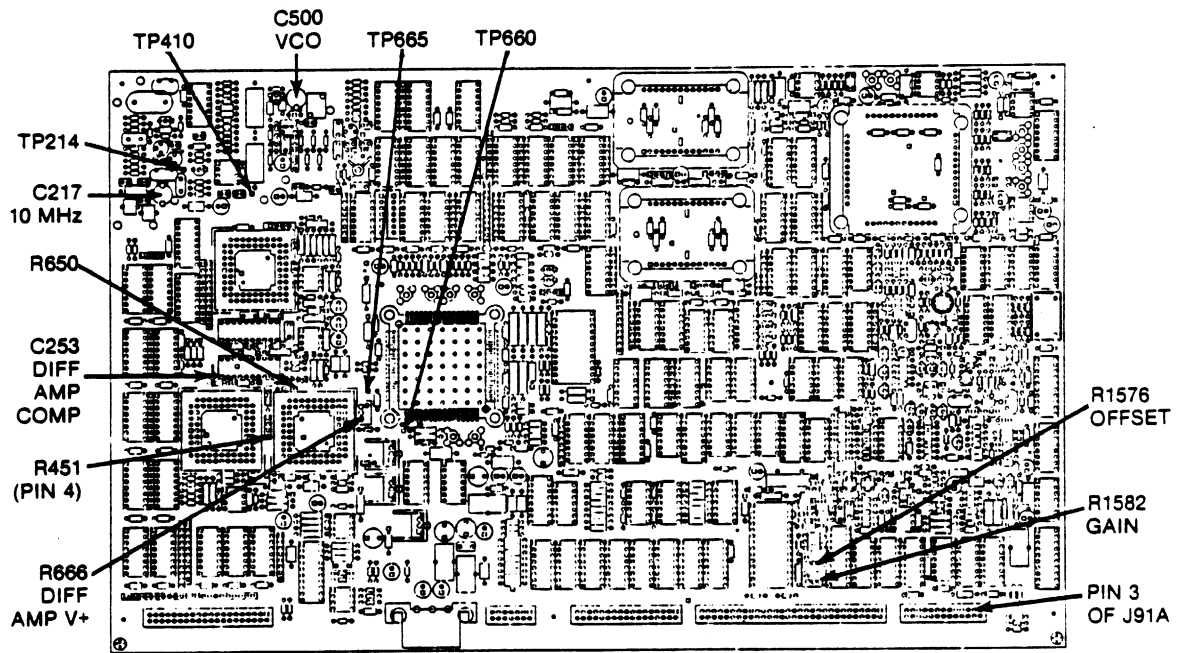 C500
VCO
TP410
TP665
TP660
TP214
C217
10 MHz
R650
C253
DIFF
AMP
COMP
R451
(PIN 4)
R666
DIFF
AMP V+
R1576
OFFSET
R1582
GAIN
PIN 3
OF J91A